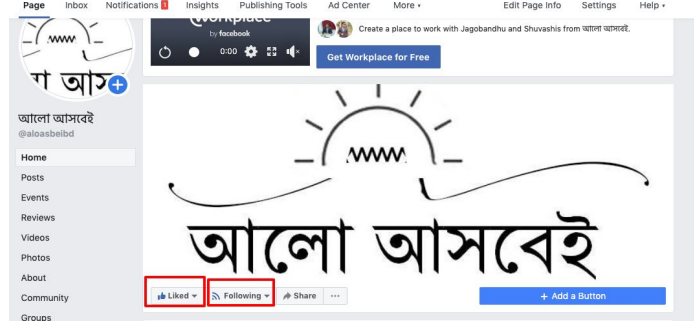 Page Inbox Notifications 1 Insights Publishing Tools Ad Center More Edit Page Info Settings Help
by facebook
Create a place to work with Jagobandhu and Shuvashis from আলো আসবেই.
0:00
Get Workplace for Free
আলো আসবেই
@aloasbeibd
Home
Posts
Events
Reviews
Videos
Photos
About
Community
Groups
আলো আসবেই
Liked Following Share ...
+ Add a Button